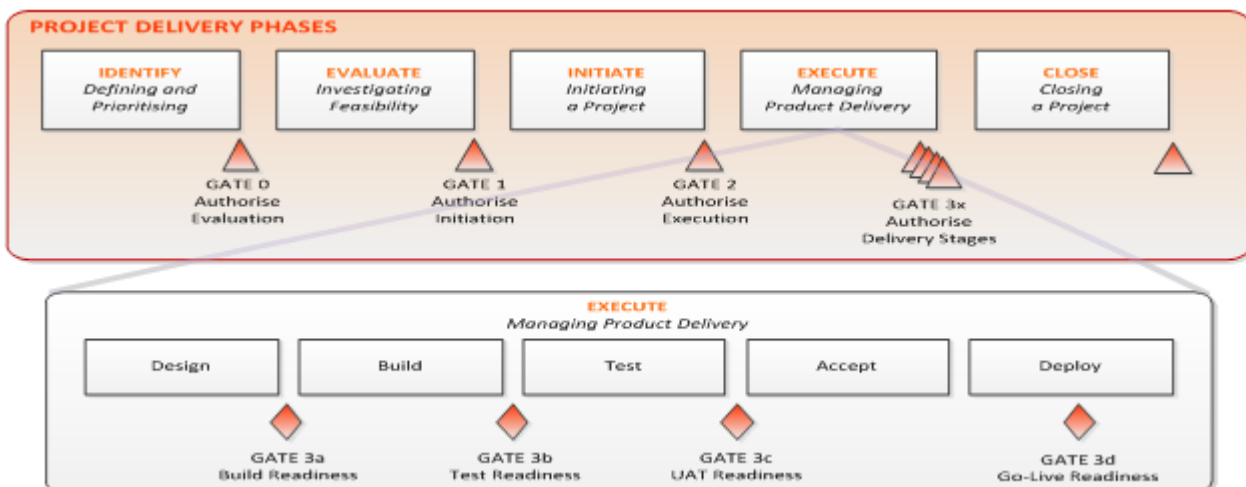 PROJECT DELIVERY PHASES
IDENTIFY
Defining and
Prioritising
EVALUATE
Investigating
Feasibility
INITIATE
Initiating
a Project
EXECUTE
Managing
Product Delivery
CLOSE
Closing
a Project
GATE 0
Authorise
Evaluation
GATE 1
Authorise
Initiation
GATE 2
Authorise
Execution
GATE 3x
Authorise
Delivery Stages
EXECUTE
Managing Product Delivery
Design
Build
Test
Accept
Deploy
GATE 3a
Build Readiness
GATE 3b
Test Readiness
GATE 3c
UAT Readiness
GATE 3d
Go-Live Readiness